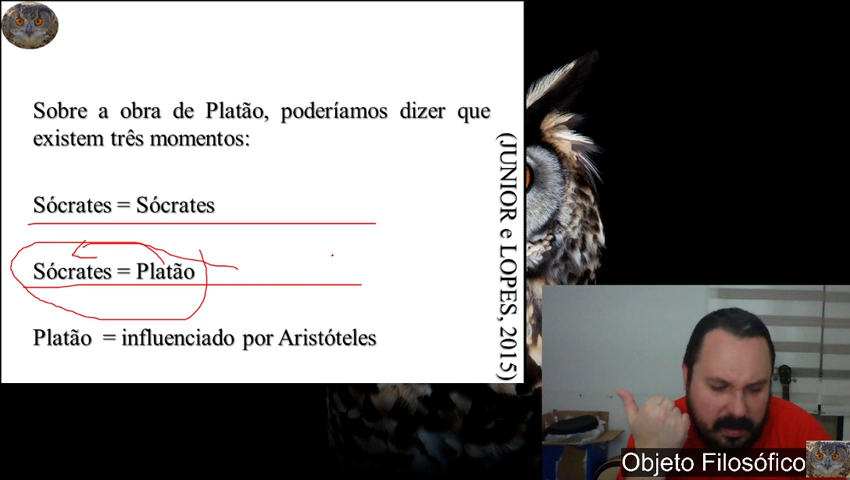 Sobre a obra de Platão, poderíamos dizer que
existem três momentos:
Sócrates = Sócrates
Sócrates = Platão
Platão = influenciado por Aristóteles
(JUNIOR e LOPES, 2015)
Objeto Filosófico